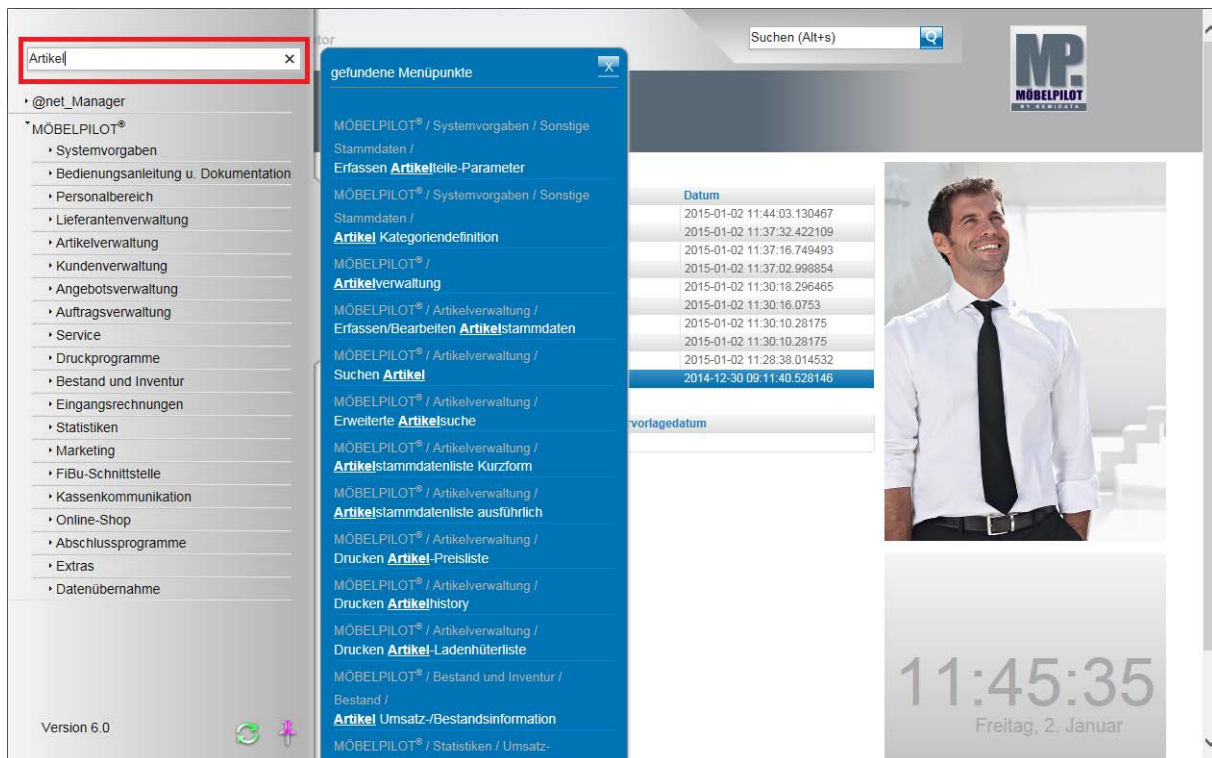 tor
Suchen (Alt+s)
Artikel
MP.
MÖBELPILOT
BY SEMIDATA
@net_Manager
MÖBELPILOT®
Systemvorgaben
Bedienungsanleitung u. Dokumentation
Personalbereich
Lieferantenverwaltung
Artikelverwaltung
Kundenverwaltung
Angebotsverwaltung
Auftragsverwaltung
Service
Druckprogramme
Bestand und Inventur
Eingangsrechnungen
Statistiken
Marketing
FiBu-Schnittstelle
Kassenkommunikation
Online-Shop
Abschlussprogramme
Extras
Datenübernahme
Version 6.0
gefundene Menüpunkte
X
MÖBELPILOT® / Systemvorgaben / Sonstige
Stammdaten /
Erfassen Artikelteile-Parameter
MÖBELPILOT® / Systemvorgaben / Sonstige
Stammdaten /
Artikel Kategoriendefinition
MÖBELPILOT® /
Artikelverwaltung
MÖBELPILOT® / Artikelverwaltung /
Erfassen/Bearbeiten Artikelstammdaten
MÖBELPILOT® / Artikelverwaltung /
Suchen Artikel
MÖBELPILOT® / Artikelverwaltung /
Erweiterte Artikelsuche
MÖBELPILOT® / Artikelverwaltung /
Artikelstammdatenliste Kurzform
MÖBELPILOT® / Artikelverwaltung /
Artikelstammdatenliste ausführlich
MÖBELPILOT® / Artikelverwaltung /
Drucken Artikel-Preisliste
MÖBELPILOT® / Artikelverwaltung /
Drucken Artikelhistory
MÖBELPILOT® / Artikelverwaltung /
Drucken Artikel-Ladenhüterliste
MÖBELPILOT® / Bestand und Inventur /
Bestand /
Artikel Umsatz-/Bestandsinformation
MÖBELPILOT® / Statistiken / Umsatz-
Datum
2015-01-02 11:44:03.130467
2015-01-02 11:37:32.422109
2015-01-02 11:37:16.749493
2015-01-02 11:37:02.998854
2015-01-02 11:30:18.296465
2015-01-02 11:30:16.0753
2015-01-02 11:30:10.28175
2015-01-02 11:30:10.28175
2015-01-02 11:28:38.014532
2014-12-30 09:11:40.528146
rvorlagedatum
11:45:35
Freitag, 2. Januar